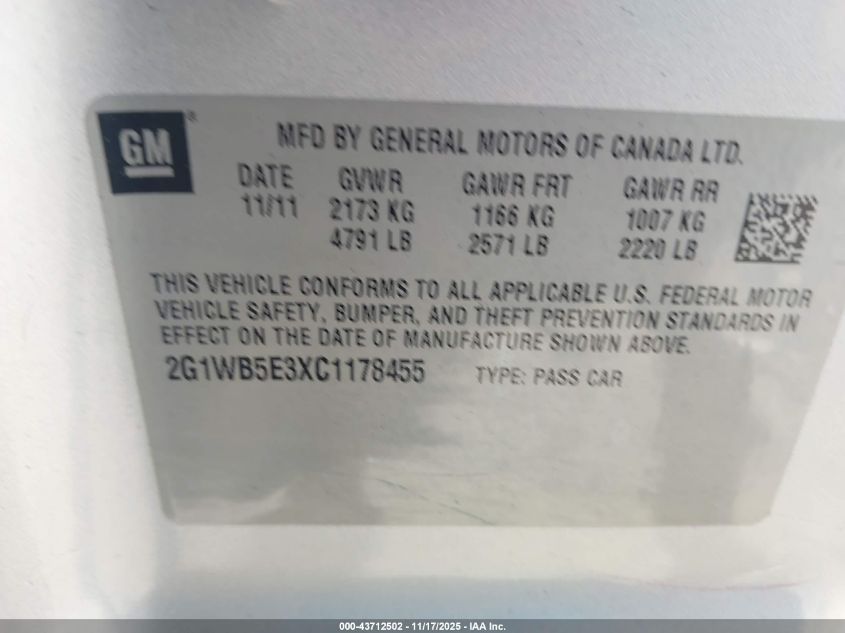 GM®
MFD BY GENERAL MOTORS OF CANADA LTD.
DATE GVWR GAWR FRT GAWR RR
11/11 2173 KG 1166 KG 1007 KG
4791 LB 2571 LB 2220 LB
THIS VEHICLE CONFORMS TO ALL APPLICABLE U.S. FEDERAL MOTOR
VEHICLE SAFETY, BUMPER, AND THEFT PREVENTION STANDARDS IN
EFFECT ON THE DATE OF MANUFACTURE SHOWN ABOVE.
2G1WB5E3XC1178455 TYPE: PASS CAR
000-43712502 - 11/17/2025 - IAA Inc.